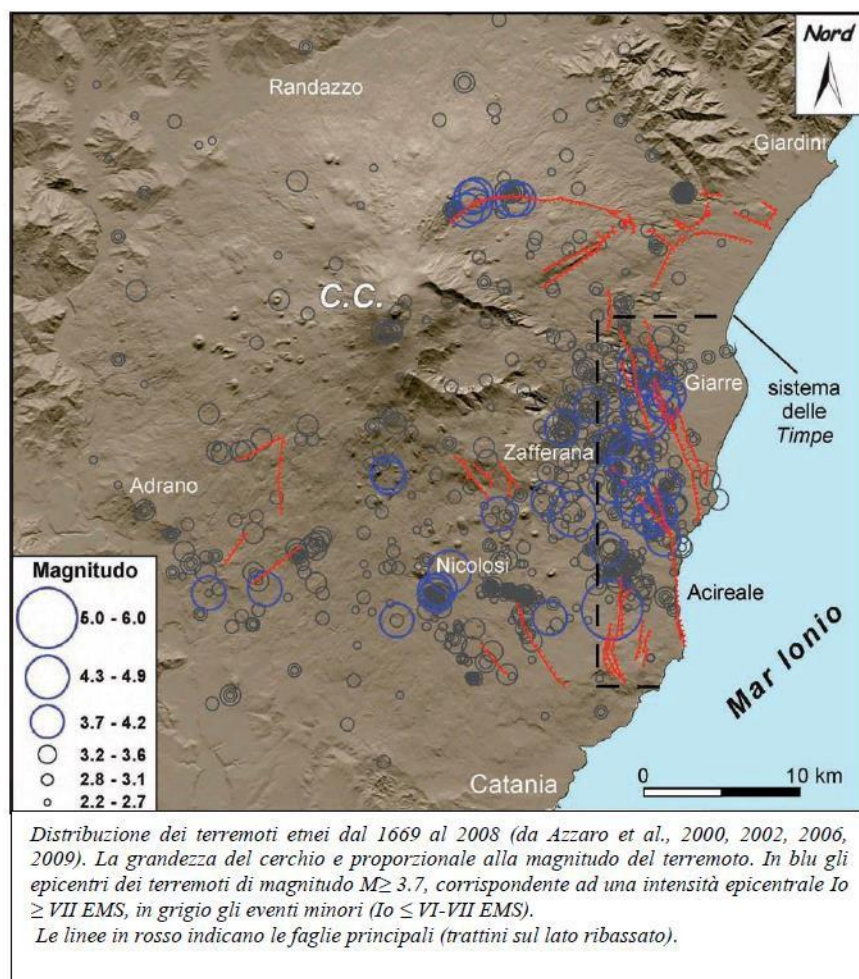 Nord
Randazzo
Giardini
C.C.
Giarre
sistema
delle
Timpe
Zafferana
Adrano
Magnitudo
5.0 - 6.0
4.3 - 4.9
3.7 - 4.2
3.2 - 3.6
2.8 - 3.1
2.2 - 2.7
Nicolosi
Acireale
Mar Ionio
Catania
0 10 km
Distribuzione dei terremoti etnei dal 1669 al 2008 (da Azzaro et al., 2000, 2002, 2006,
2009). La grandezza del cerchio e proporzionale alla magnitudo del terremoto. In blu gli
epicentri dei terremoti di magnitudo M≥ 3.7, corrispondente ad una intensità epicentrale Io
≥ VII EMS, in grigio gli eventi minori (Io ≤ VI-VII EMS).
Le linee in rosso indicano le faglie principali (trattini sul lato ribassato).